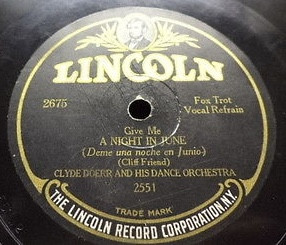 LINCOLN
2675
Fox Trot
Vocal Refrain
Give Me
A NIGHT IN JUNE
(Deme una noche en Junio)
(Cliff Friend)
CLYDE DOERR AND HIS DANCE ORCHESTRA
2551
TRADE MARK
THE LINCOLN RECORD CORPORATION, N.Y.